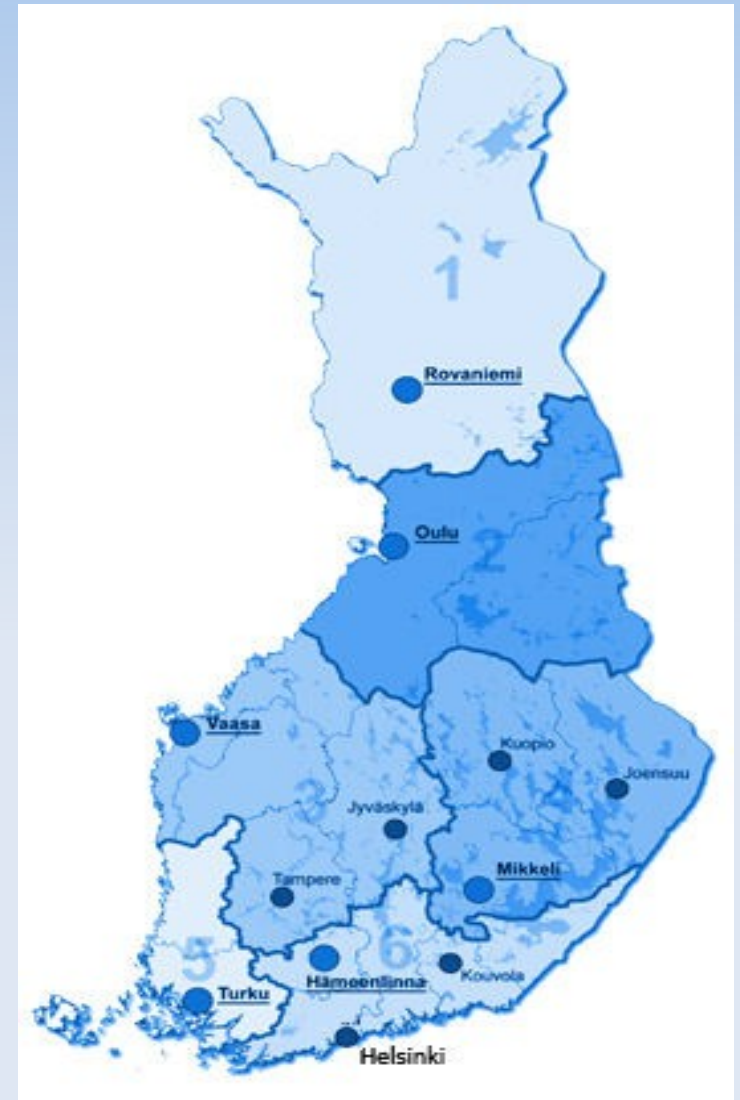 1
Rovaniemi
Oulu
2
Vaasa
Kuopio
Joensuu
3
4
Jyväskylä
Mikkeli
Tampere
6
5
Hämeenlinna
Kouvola
Turku
Helsinki